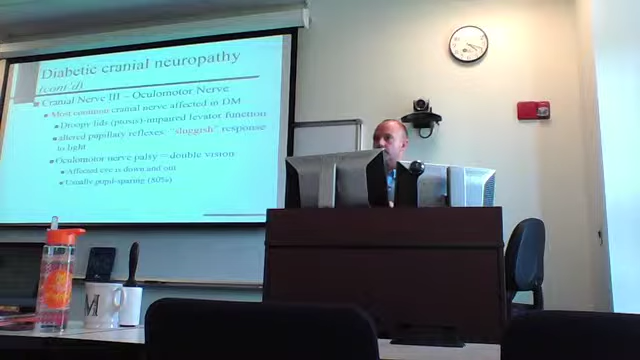 Diabetic cranial neuropathy
(cont'd)
Cranial Nerve III – Oculomotor Nerve
Most common cranial nerve affected in DM
Droopy lids (ptosis)-impaired levator function
altered pupillary reflexes: "sluggish" response
to light
Oculomotor nerve palsy – double vision
Affected eye is down and out
Usually pupil-sparing (80%)
M